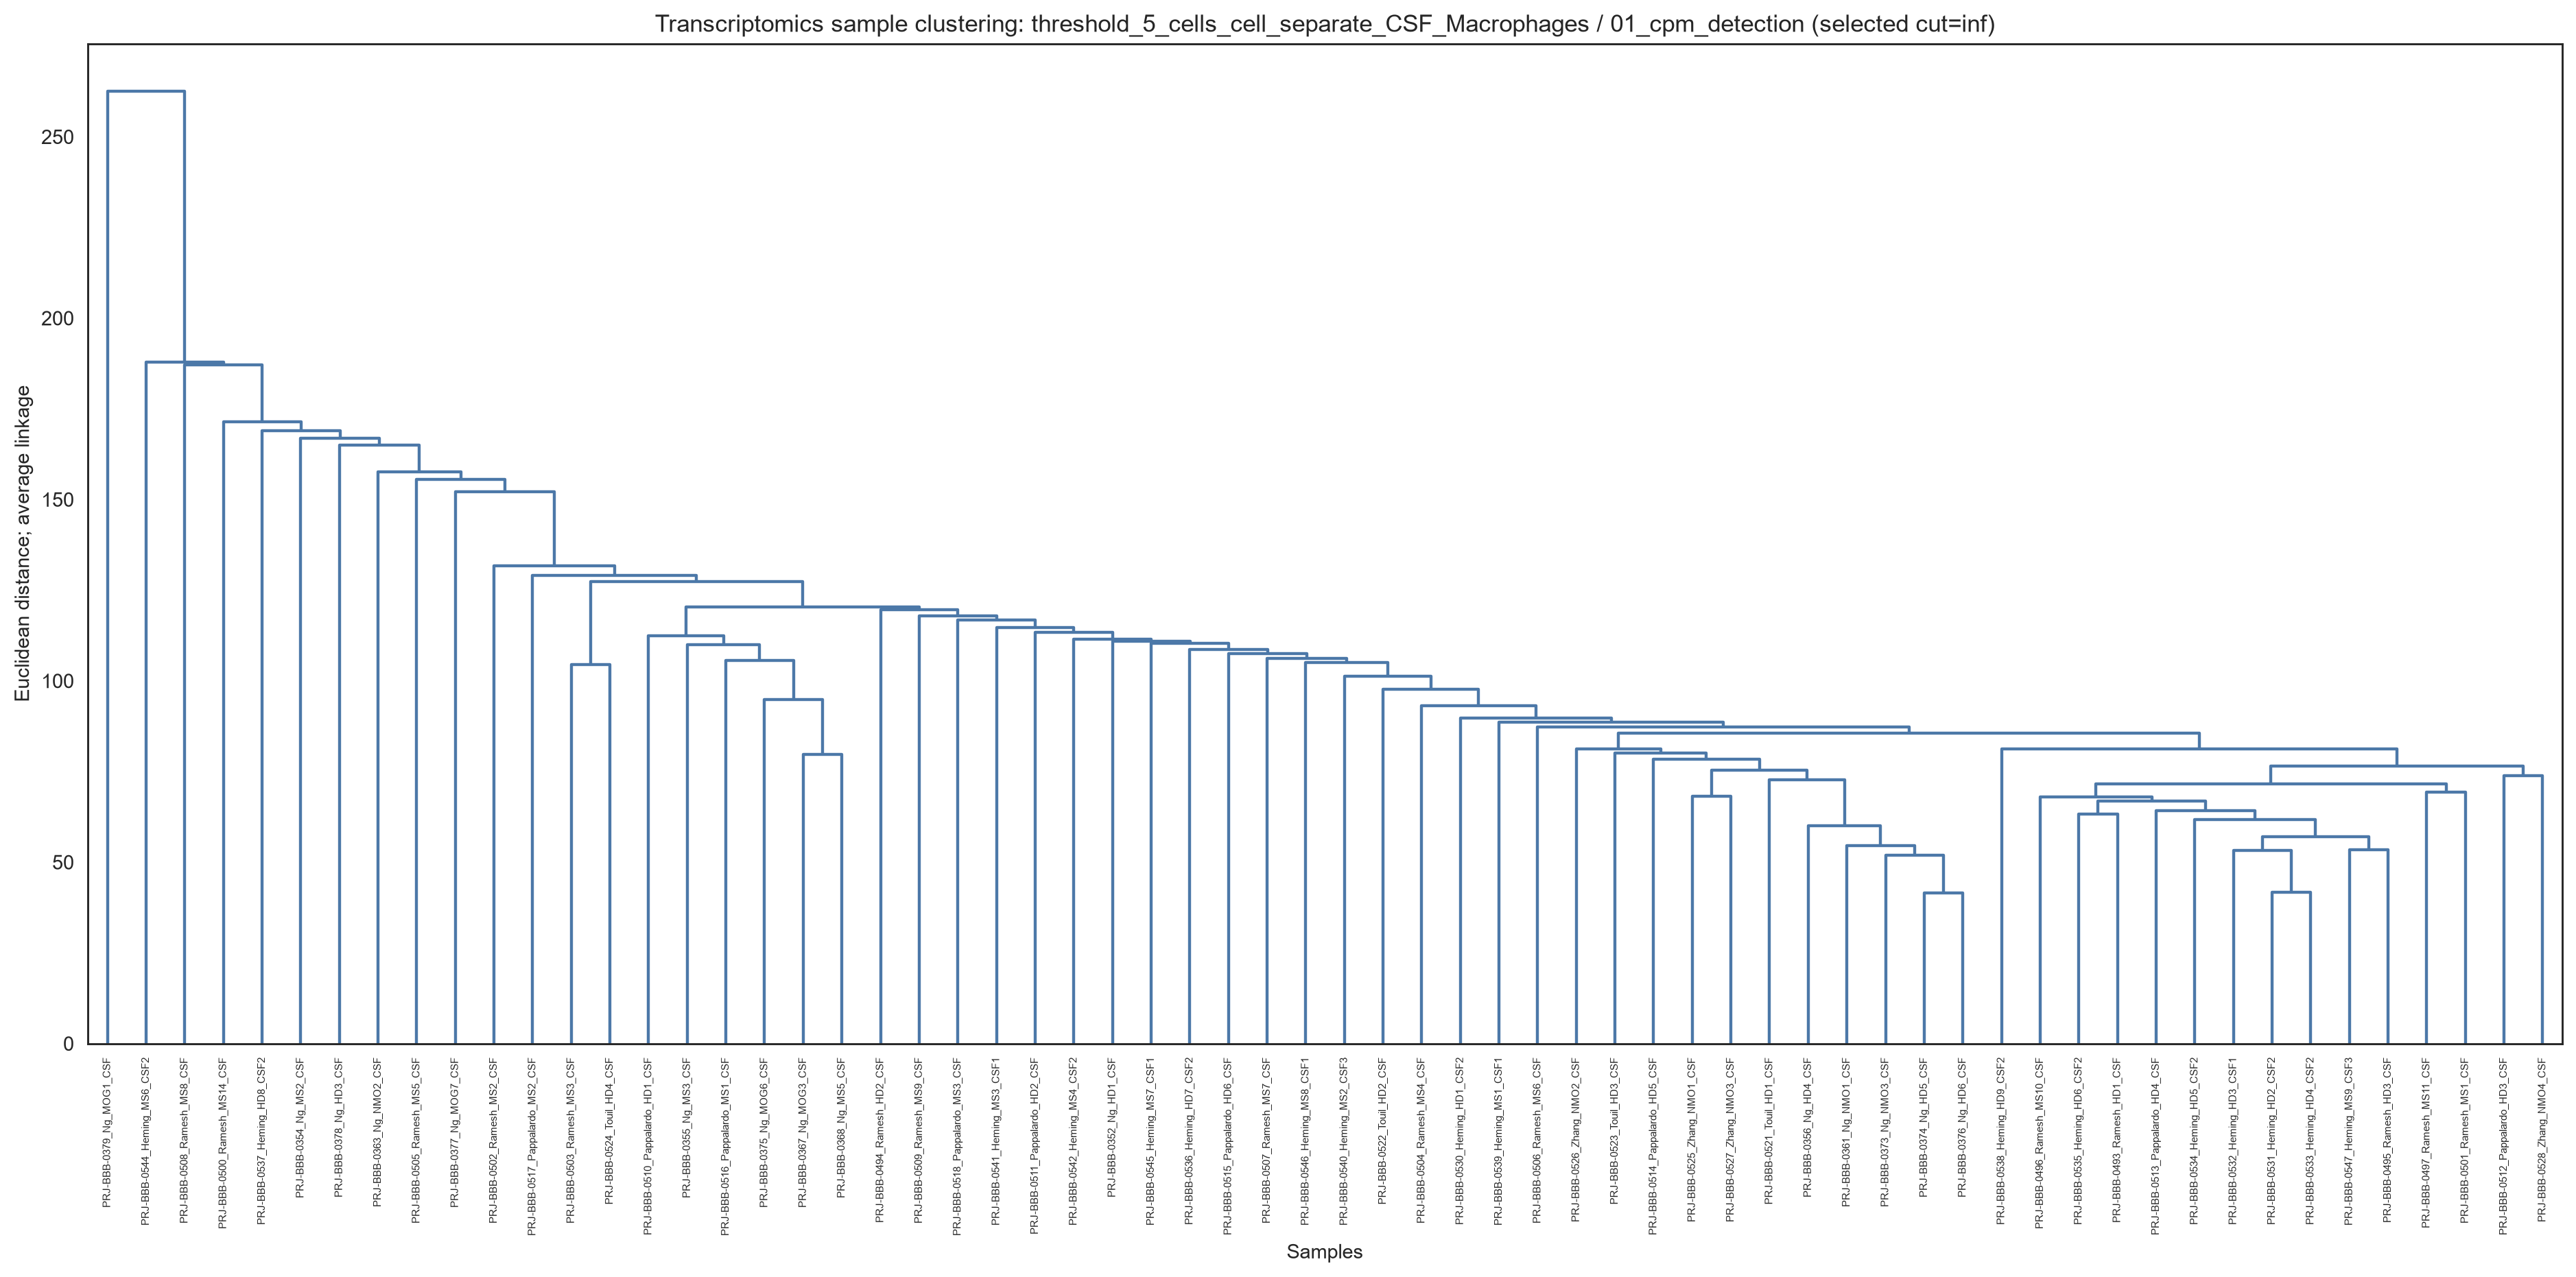 Transcriptomics sample clustering: threshold_5_cells_cell_separate_CSF_Macrophages / 01_cpm_detection (selected cut=inf)
Euclidean distance; average linkage
250
200
150
100
50
0
PRJ-BBB-0379_Ng_MOG1_CSF
PRJ-BBB-0544_Heming_MS6_CSF2
PRJ-BBB-0508_Ramesh_MS8_CSF
PRJ-BBB-0500_Ramesh_MS14_CSF
PRJ-BBB-0537_Heming_HD8_CSF2
PRJ-BBB-0354_Ng_MS2_CSF
PRJ-BBB-0378_Ng_HD3_CSF
PRJ-BBB-0363_Ng_NMO2_CSF
PRJ-BBB-0505_Ramesh_MS5_CSF
PRJ-BBB-0377_Ng_MOG7_CSF
PRJ-BBB-0502_Ramesh_MS2_CSF
PRJ-BBB-0517_Pappalardo_MS2_CSF
PRJ-BBB-0503_Ramesh_MS3_CSF
PRJ-BBB-0524_Touil_HD4_CSF
PRJ-BBB-0510_Pappalardo_HD1_CSF
PRJ-BBB-0355_Ng_MS3_CSF
PRJ-BBB-0516_Pappalardo_MS1_CSF
PRJ-BBB-0375_Ng_MOG6_CSF
PRJ-BBB-0367_Ng_MOG3_CSF
PRJ-BBB-0368_Ng_MS5_CSF
PRJ-BBB-0494_Ramesh_HD2_CSF
PRJ-BBB-0509_Ramesh_MS9_CSF
PRJ-BBB-0518_Pappalardo_MS3_CSF
PRJ-BBB-0541_Heming_MS3_CSF1
PRJ-BBB-0511_Pappalardo_HD2_CSF
PRJ-BBB-0542_Heming_MS4_CSF2
PRJ-BBB-0352_Ng_HD1_CSF
PRJ-BBB-0545_Heming_MS7_CSF1
PRJ-BBB-0536_Heming_HD7_CSF2
PRJ-BBB-0515_Pappalardo_HD6_CSF
PRJ-BBB-0507_Ramesh_MS7_CSF
PRJ-BBB-0546_Heming_MS8_CSF1
PRJ-BBB-0540_Heming_MS2_CSF3
PRJ-BBB-0522_Touil_HD2_CSF
PRJ-BBB-0504_Ramesh_MS4_CSF
PRJ-BBB-0530_Heming_HD1_CSF2
PRJ-BBB-0539_Heming_MS1_CSF1
PRJ-BBB-0506_Ramesh_MS6_CSF
PRJ-BBB-0526_Zhang_NMO2_CSF
PRJ-BBB-0523_Touil_HD3_CSF
PRJ-BBB-0514_Pappalardo_HD5_CSF
PRJ-BBB-0525_Zhang_NMO1_CSF
PRJ-BBB-0527_Zhang_NMO3_CSF
PRJ-BBB-0521_Touil_HD1_CSF
PRJ-BBB-0356_Ng_HD4_CSF
PRJ-BBB-0361_Ng_NMO1_CSF
PRJ-BBB-0373_Ng_NMO3_CSF
PRJ-BBB-0374_Ng_HD5_CSF
PRJ-BBB-0376_Ng_HD6_CSF
PRJ-BBB-0538_Heming_HD9_CSF2
PRJ-BBB-0496_Ramesh_MS10_CSF
PRJ-BBB-0535_Heming_HD6_CSF2
PRJ-BBB-0493_Ramesh_HD1_CSF
PRJ-BBB-0513_Pappalardo_HD4_CSF
PRJ-BBB-0534_Heming_HD5_CSF2
PRJ-BBB-0532_Heming_HD3_CSF1
PRJ-BBB-0531_Heming_HD2_CSF2
PRJ-BBB-0533_Heming_HD4_CSF2
PRJ-BBB-0547_Heming_MS9_CSF3
PRJ-BBB-0495_Ramesh_HD3_CSF
PRJ-BBB-0497_Ramesh_MS11_CSF
PRJ-BBB-0501_Ramesh_MS1_CSF
PRJ-BBB-0512_Pappalardo_HD3_CSF
PRJ-BBB-0528_Zhang_NMO4_CSF
Samples